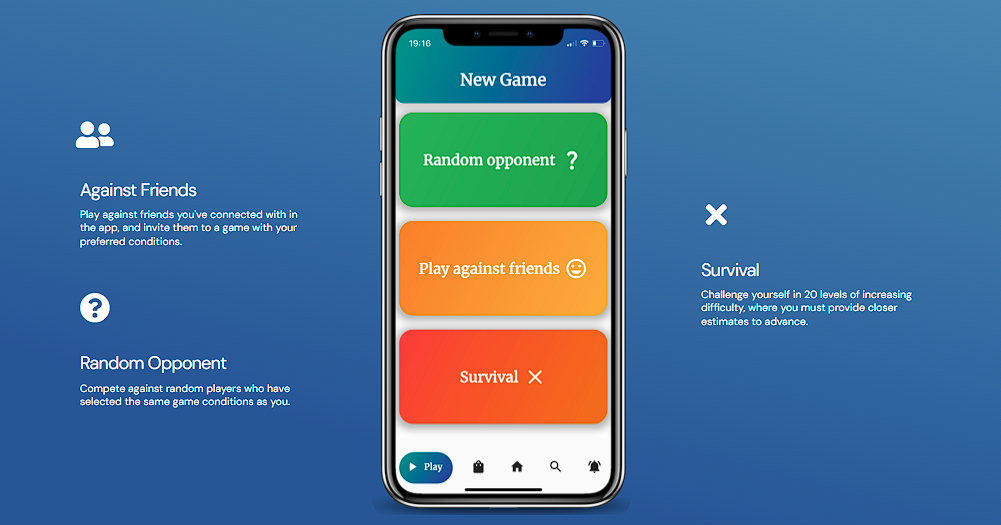 Against Friends
Play against friends you've connected with in
the app, and invite them to a game with your
preferred conditions.
Random Opponent
Compete against random players who have
selected the same game conditions as you.
19:16
New Game
Random opponent ?
Play against friends
Survival
Play
Survival
Challenge yourself in 20 levels of increasing
difficulty, where you must provide closer
estimates to advance.